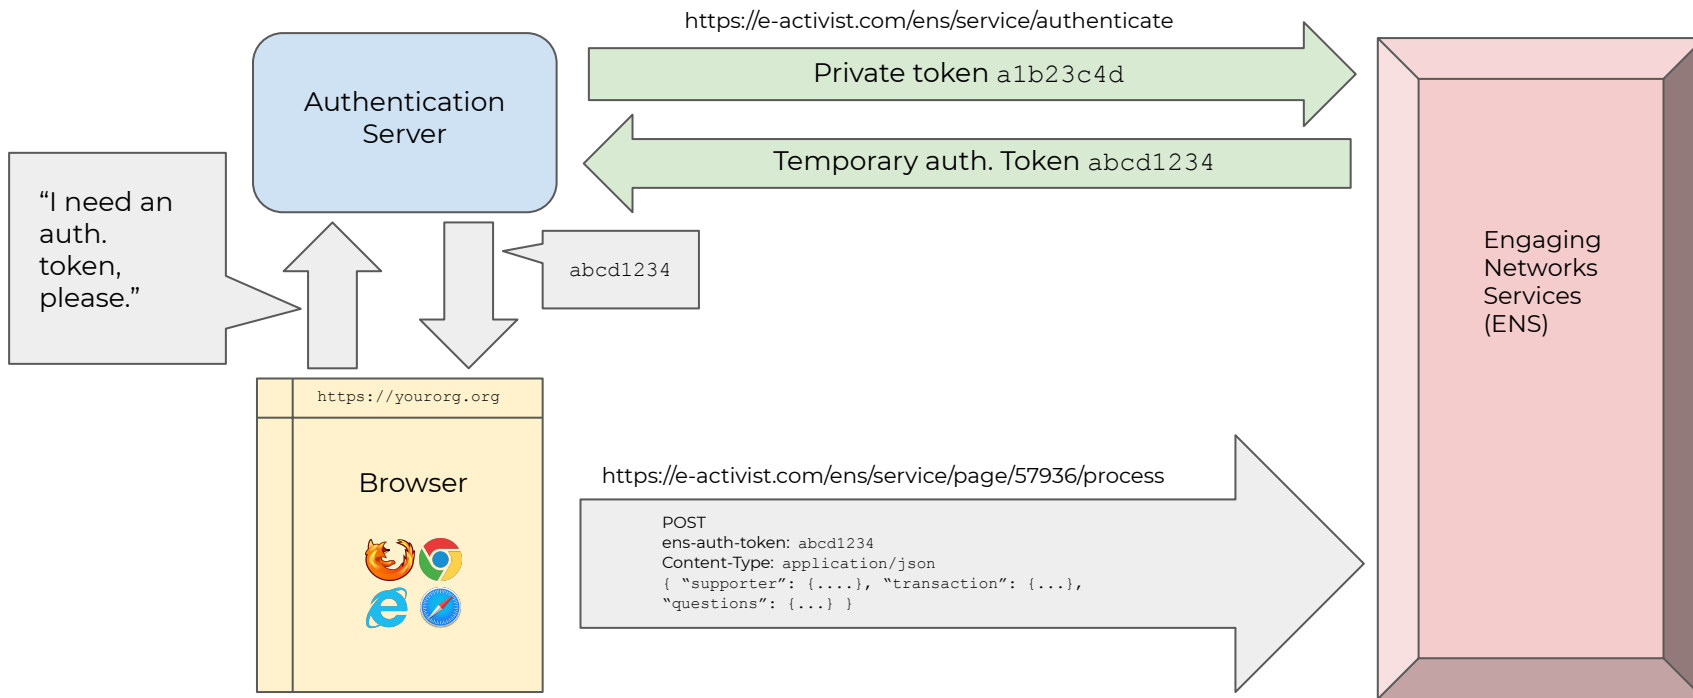 https://e-activist.com/ens/service/authenticate
Private token a1b23c4d
Authentication
Server
Temporary auth. Token abcd1234
“I need an
auth.
token,
please.”
abcd1234
Engaging
Networks
Services
(ENS)
https://yourorg.org
Browser
https://e-activist.com/ens/service/page/57936/process
POST
ens-auth-token: abcd1234
Content-Type: application/json
{ “supporter”: {....}, “transaction”: {...},
“questions”: {...} }